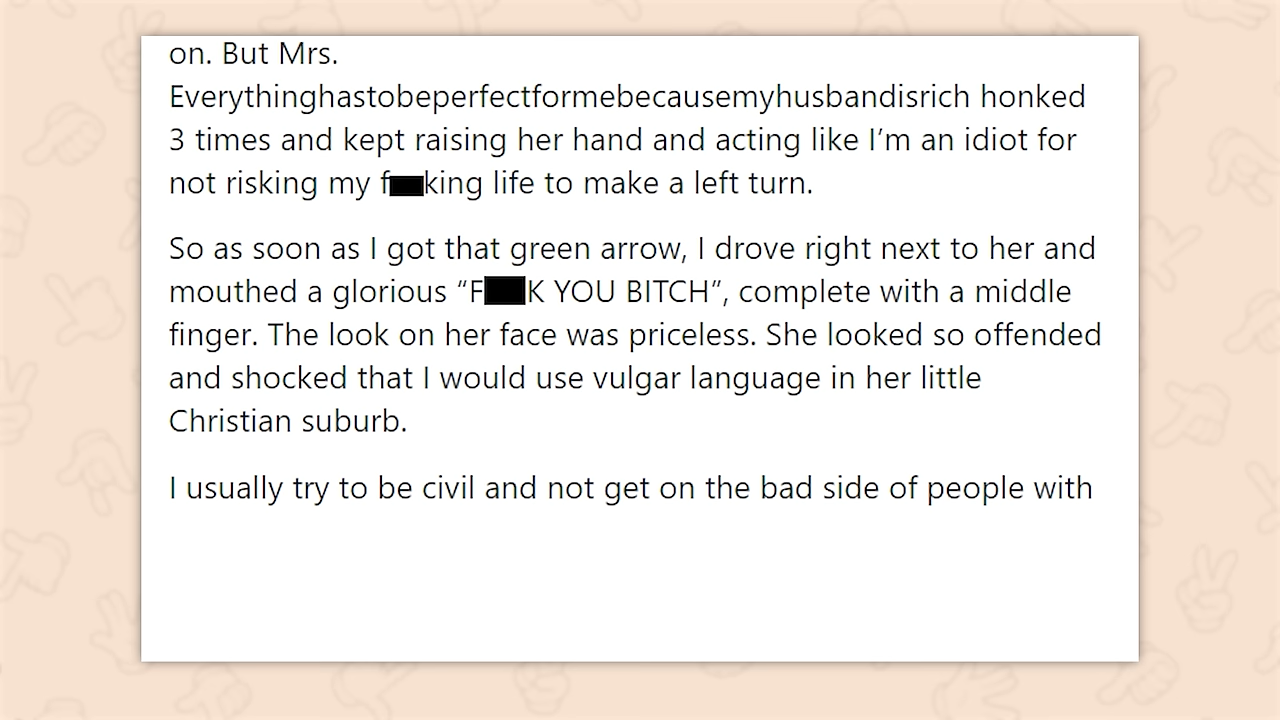 on. But Mrs.
Everythinghastobeperfectformebecausemyhusbandisrich honked
3 times and kept raising her hand and acting like I’m an idiot for
not risking my f██king life to make a left turn.
So as soon as I got that green arrow, I drove right next to her and
mouthed a glorious “F██K YOU BITCH”, complete with a middle
finger. The look on her face was priceless. She looked so offended
and shocked that I would use vulgar language in her little
Christian suburb.
I usually try to be civil and not get on the bad side of people with